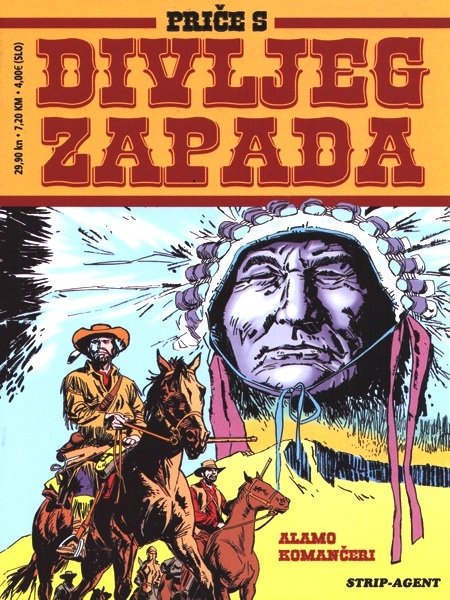 PRIČE S
DIVLJEG
ZAPADA
29,90 kn • 7,20 KM • 4,00€ (SLO)
ALAMO
KOMANČERI
STRIP-AGENT